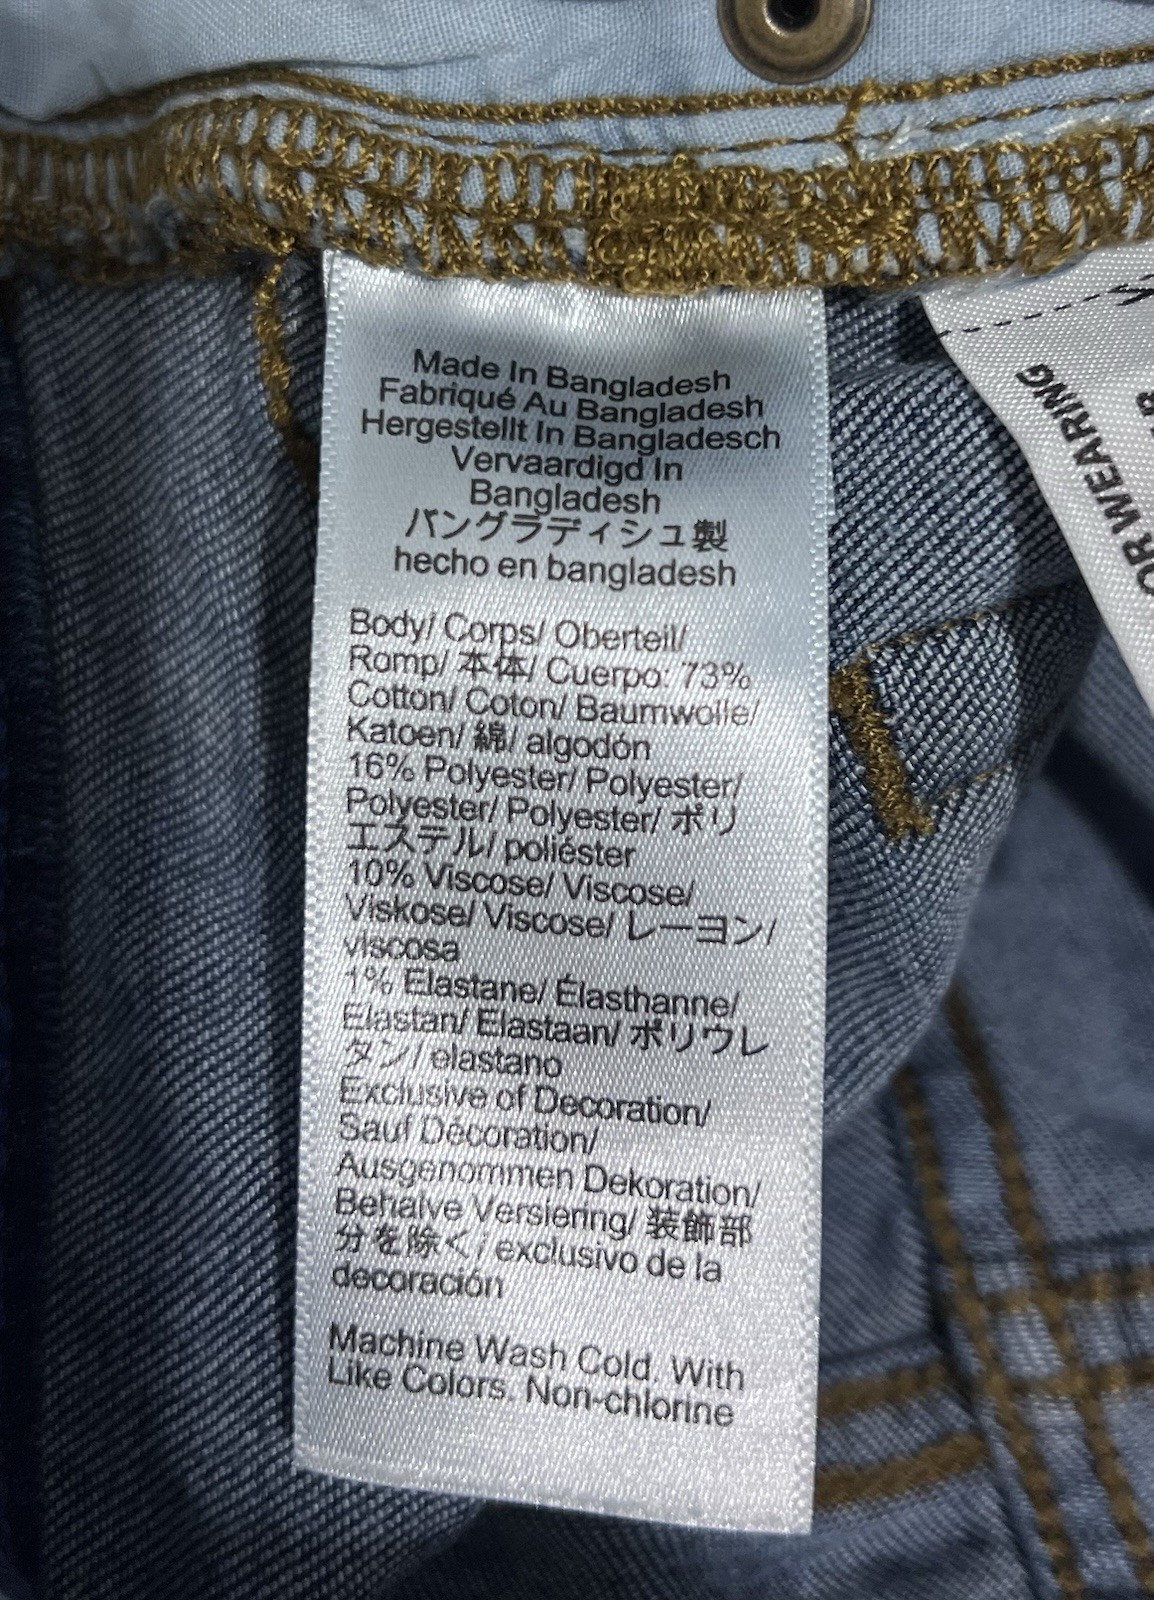 Made In Bangladesh
Fabriqué Au Bangladesh
Hergestellt In Bangladesch
Vervaardigd In
Bangladesh
バングラディシュ製
hecho en bangladesh
Body/ Corps/ Oberteil/
Romp/ 本体/ Cuerpo: 73%
Cotton/ Coton/ Baumwolle/
Katoen/ 綿/ algodón
16% Polyester/ Polyester/
Polyester/ Polyester/ ポリ
エステル/ poliéster
10% Viscose/ Viscose/
Viskose/ Viscose/ レーヨン/
viscosa
1% Elastane/ Élasthanne/
Elastan/ Elastaan/ ポリウレ
タン/ elastano
Exclusive of Decoration/
Sauf Décoration/
Ausgenommen Dekoration/
Behalve Versiering/ 装飾部
分を除く/ exclusivo de la
decoración
Machine Wash Cold. With
Like Colors. Non-chlorine
OR WEARING